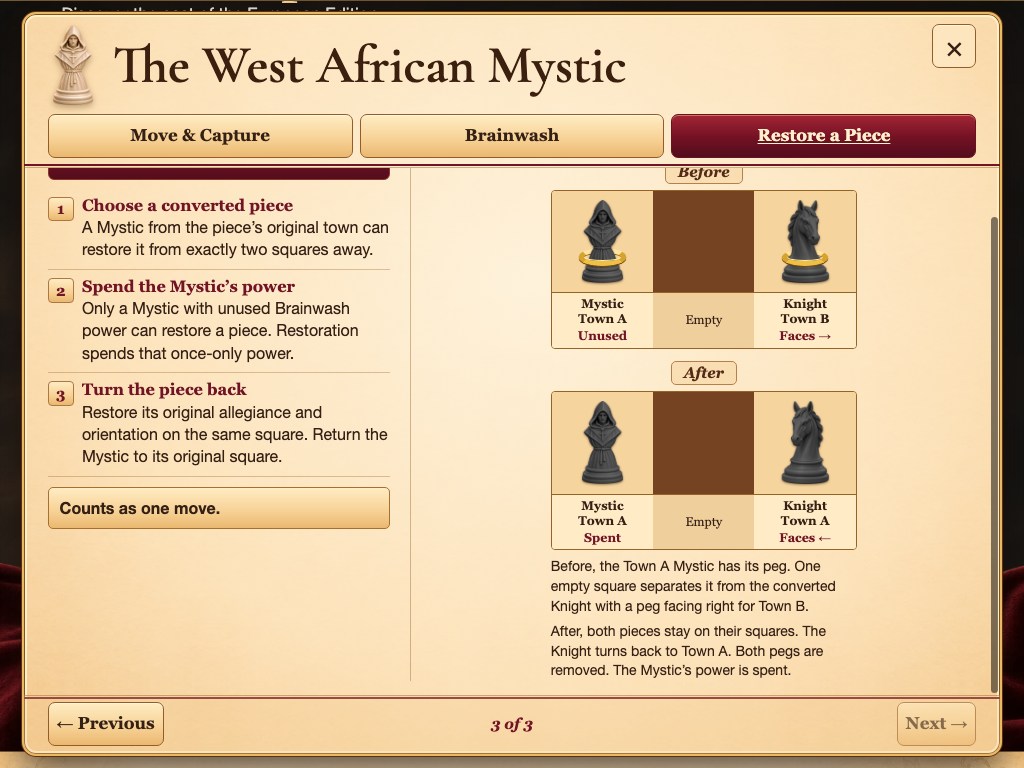 The West African Mystic
×
Move & Capture
Brainwash
Restore a Piece
1
Choose a converted piece
A Mystic from the piece’s original town can
restore it from exactly two squares away.
2
Spend the Mystic’s power
Only a Mystic with unused Brainwash
power can restore a piece. Restoration
spends that once-only power.
3
Turn the piece back
Restore its original allegiance and
orientation on the same square. Return the
Mystic to its original square.
Counts as one move.
Before
Mystic
Town A
Unused
Empty
Knight
Town B
Faces →
After
Mystic
Town A
Spent
Empty
Knight
Town A
Faces ←
Before, the Town A Mystic has its peg. One
empty square separates it from the converted
Knight with a peg facing right for Town B.
After, both pieces stay on their squares. The
Knight turns back to Town A. Both pegs are
removed. The Mystic’s power is spent.
← Previous
3 of 3
Next →